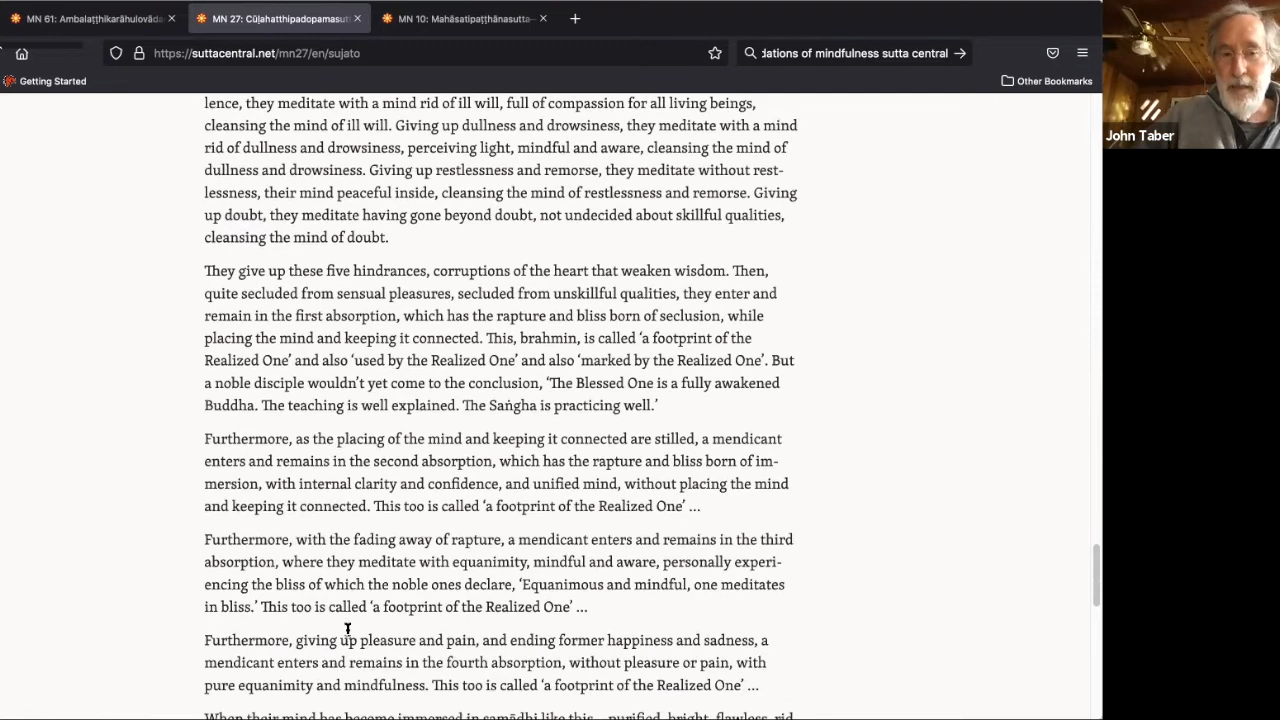 MN 61: Ambalaṭṭhikarāhulovāda
MN 27: Cūḷahatthipadopamasut
MN 10: Mahāsatipaṭṭhānasutta—
https://suttacentral.net/mn27/en/sujato
dations of mindfulness sutta central
Getting Started
Other Bookmarks
John Taber
lence, they meditate with a mind rid of ill will, full of compassion for all living beings,
cleansing the mind of ill will. Giving up dullness and drowsiness, they meditate with a mind
rid of dullness and drowsiness, perceiving light, mindful and aware, cleansing the mind of
dullness and drowsiness. Giving up restlessness and remorse, they meditate without rest-
lessness, their mind peaceful inside, cleansing the mind of restlessness and remorse. Giving
up doubt, they meditate having gone beyond doubt, not undecided about skillful qualities,
cleansing the mind of doubt.
They give up these five hindrances, corruptions of the heart that weaken wisdom. Then,
quite secluded from sensual pleasures, secluded from unskillful qualities, they enter and
remain in the first absorption, which has the rapture and bliss born of seclusion, while
placing the mind and keeping it connected. This, brahmin, is called ‘a footprint of the
Realized One’ and also ‘used by the Realized One’ and also ‘marked by the Realized One’. But
a noble disciple wouldn’t yet come to the conclusion, ‘The Blessed One is a fully awakened
Buddha. The teaching is well explained. The Saṅgha is practicing well.’
Furthermore, as the placing of the mind and keeping it connected are stilled, a mendicant
enters and remains in the second absorption, which has the rapture and bliss born of im-
mersion, with internal clarity and confidence, and unified mind, without placing the mind
and keeping it connected. This too is called ‘a footprint of the Realized One’ …
Furthermore, with the fading away of rapture, a mendicant enters and remains in the third
absorption, where they meditate with equanimity, mindful and aware, personally experi-
encing the bliss of which the noble ones declare, ‘Equanimous and mindful, one meditates
in bliss.’ This too is called ‘a footprint of the Realized One’ …
Furthermore, giving up pleasure and pain, and ending former happiness and sadness, a
mendicant enters and remains in the fourth absorption, without pleasure or pain, with
pure equanimity and mindfulness. This too is called ‘a footprint of the Realized One’ …
When their mind has become immersed in samādhi like this—purified, bright, flawless, rid